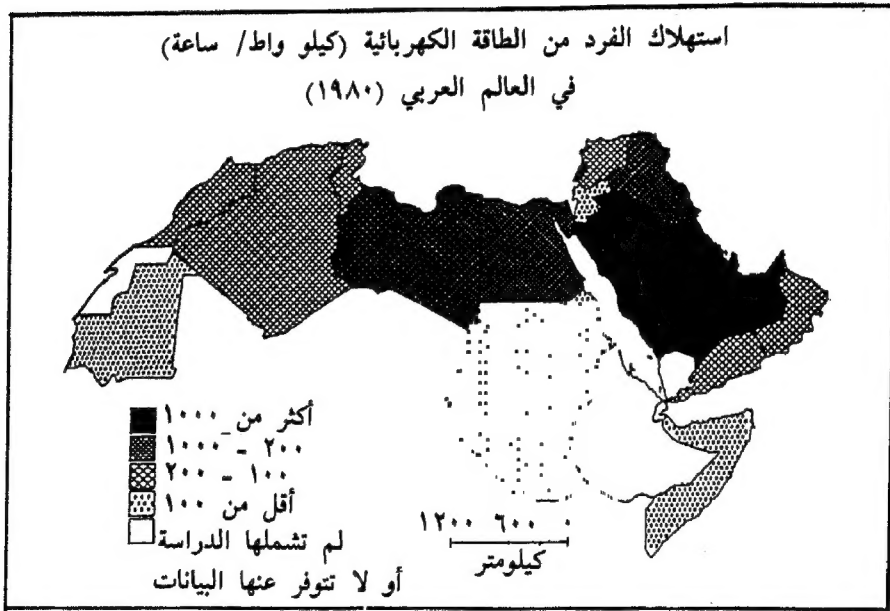 استهلاك الفرد من الطاقة الكهربائية (كيلو واط/ ساعة)
في العالم العربي (١٩٨٠)
أكثر من ١٠٠٠
٢٠٠ - ١٠٠٠
١٠٠ - ٢٠٠
أقل من ١٠٠
لم تشملها الدراسة
أو لا تتوفر عنها البيانات
١٢٠٠ ٦٠٠ ٠
كيلومتر